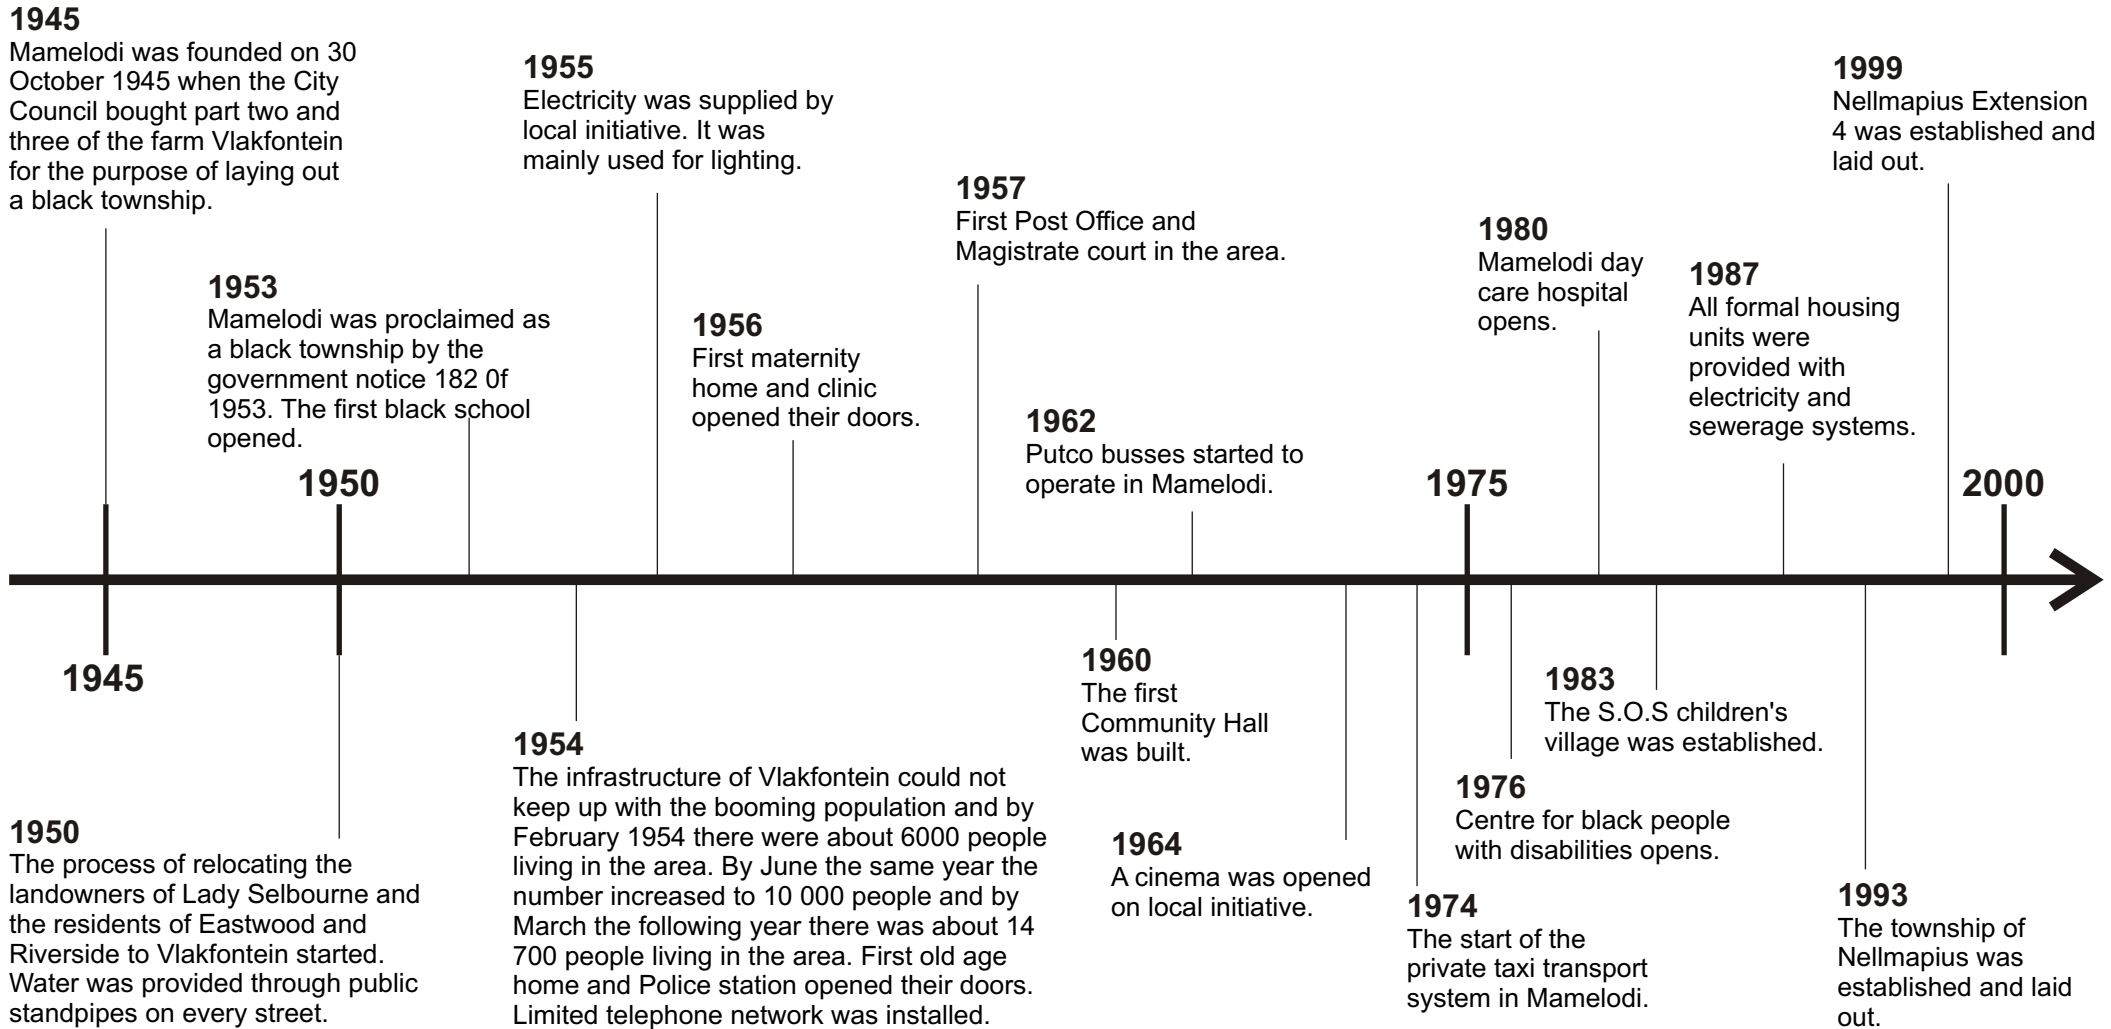 1945
Mamelodi was founded on 30
October 1945 when the City
Council bought part two and
three of the farm Vlakfontein
for the purpose of laying out
a black township.
1953
Mamelodi was proclaimed as
a black township by the
government notice 182 0f
1953. The first black school
opened.
1955
Electricity was supplied by
local initiative. It was
mainly used for lighting.
1956
First maternity
home and clinic
opened their doors.
1957
First Post Office and
Magistrate court in the area.
1962
Putco busses started to
operate in Mamelodi.
1980
Mamelodi day
care hospital
opens.
1987
All formal housing
units were
provided with
electricity and
sewerage systems.
1999
Nellmapius Extension
4 was established and
laid out.
1950
1975
2000
1945
1950
The process of relocating the
landowners of Lady Selbourne and
the residents of Eastwood and
Riverside to Vlakfontein started.
Water was provided through public
standpipes on every street.
1954
The infrastructure of Vlakfontein could not
keep up with the booming population and by
February 1954 there were about 6000 people
living in the area. By June the same year the
number increased to 10 000 people and by
March the following year there was about 14
700 people living in the area. First old age
home and Police station opened their doors.
Limited telephone network was installed.
1960
The first
Community Hall
was built.
1964
A cinema was opened
on local initiative.
1974
The start of the
private taxi transport
system in Mamelodi.
1976
Centre for black people
with disabilities opens.
1983
The S.O.S children's
village was established.
1993
The township of
Nellmapius was
established and laid
out.